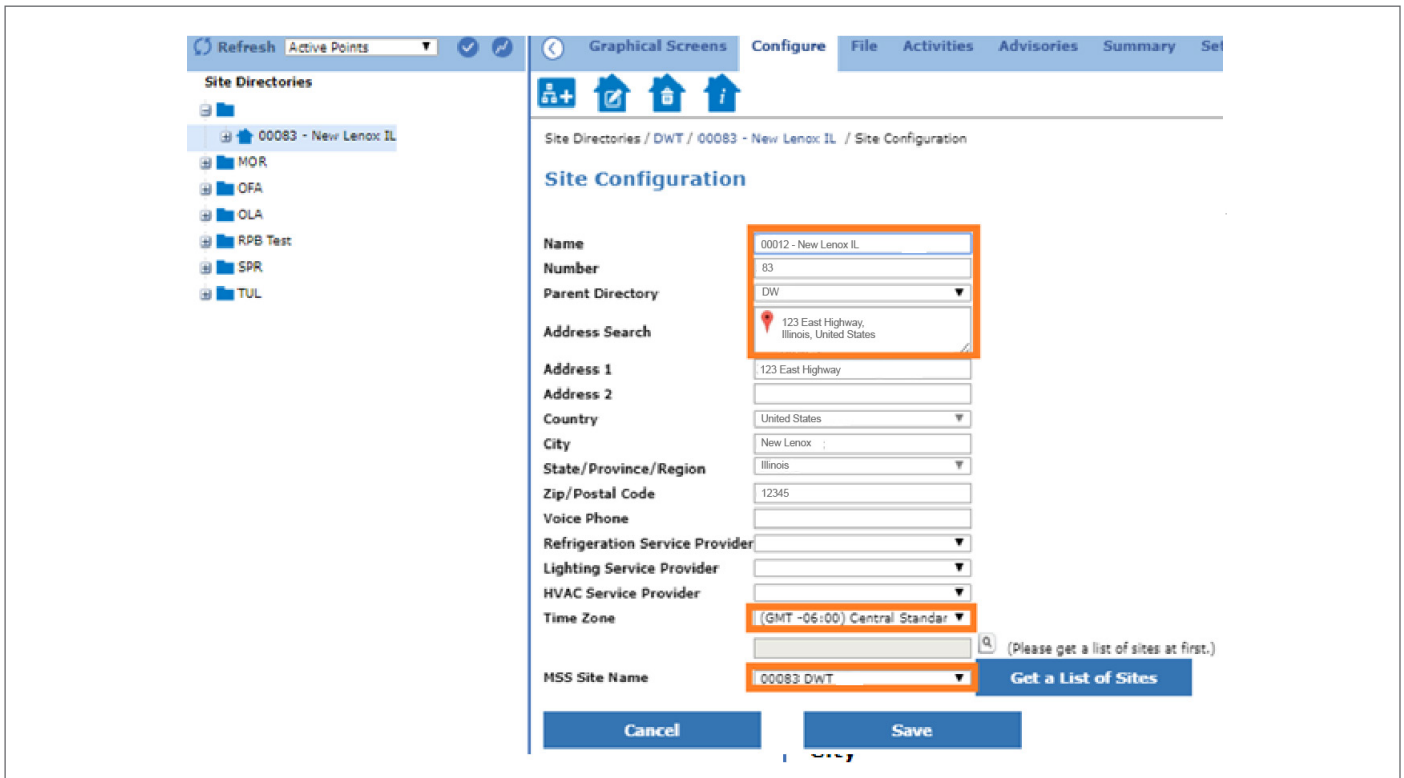 Refresh Active Points
Graphical Screens Configure File Activities Advisories Summary Set
Site Directories
00083 - New Lenox IL
MOR
OFA
OLA
RPB Test
SPR
TUL
Site Directories / DWT / 00083 - New Lenox IL / Site Configuration
Site Configuration
Name 00012 - New Lenox IL
Number 83
Parent Directory DW
Address Search 123 East Highway,
Illinois, United States
Address 1 123 East Highway
Address 2
Country United States
City New Lenox
State/Province/Region Illinois
Zip/Postal Code 12345
Voice Phone
Refrigeration Service Provider
Lighting Service Provider
HVAC Service Provider
Time Zone (GMT -06:00) Central Standar
(Please get a list of sites at first.)
MSS Site Name 00083 DWT Get a List of Sites
Cancel Save